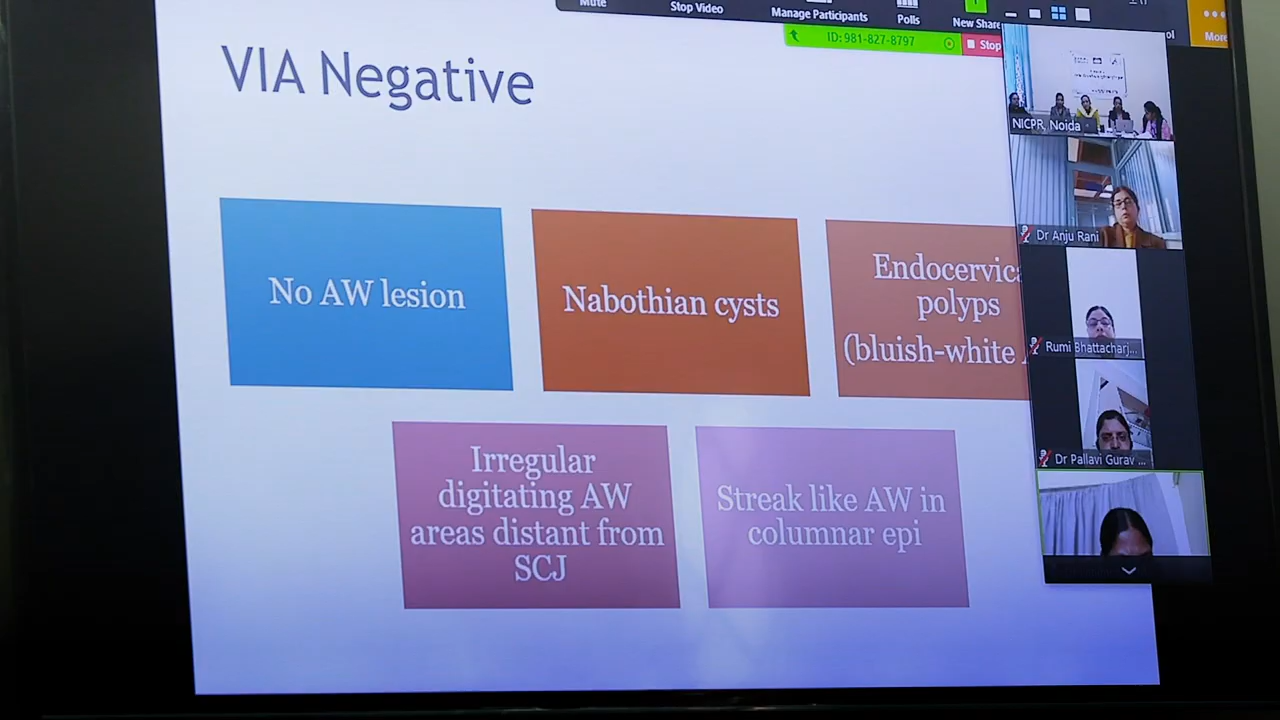 Mute
Stop Video
Manage Participants
Polls
New Share
More
ID: 981-827-8797
Stop
VIA Negative
NICPR, Noida
Dr Anju Rani
Rumi Bhattacharj...
Dr Pallavi Gurav ...
No AW lesion
Nabothian cysts
Endocervica
polyps
(bluish-white
Irregular
digitating AW
areas distant from
SCJ
Streak like AW in
columnar epi